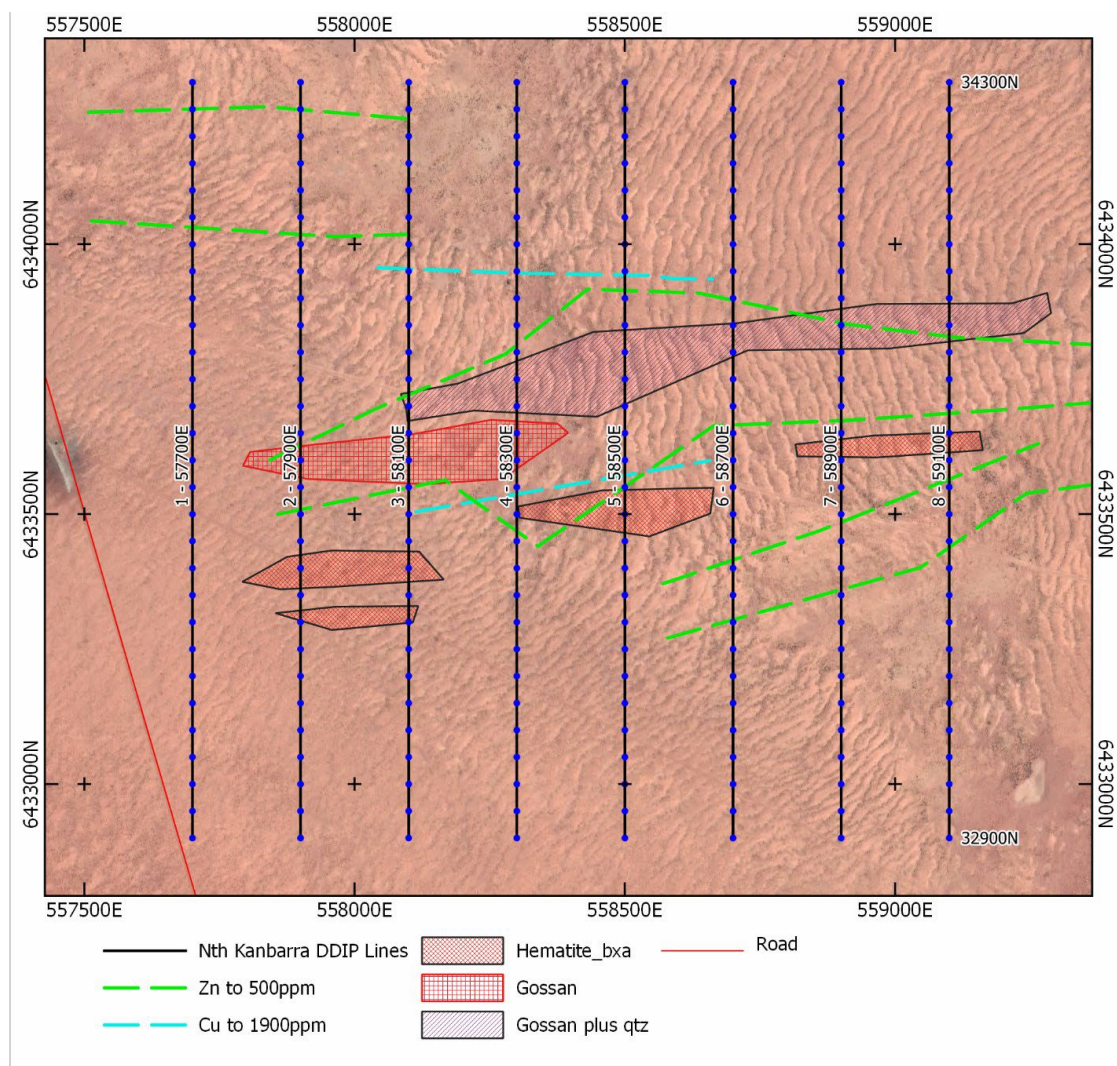 557500E 558000E 558500E 559000E
34300N
6434000N 6434000N
1 - 57700E 2 - 57900E 3 - 58100E 4 - 58300E 5 - 58500E 6 - 58700E 7 - 58900E 8 - 59100E
6433500N 6433500N
6433000N 6433000N
32900N
557500E 558000E 558500E 559000E
Nth Kanbarra DDIP Lines Hematite_bxa Road
Zn to 500ppm Gossan
Cu to 1900ppm Gossan plus qtz